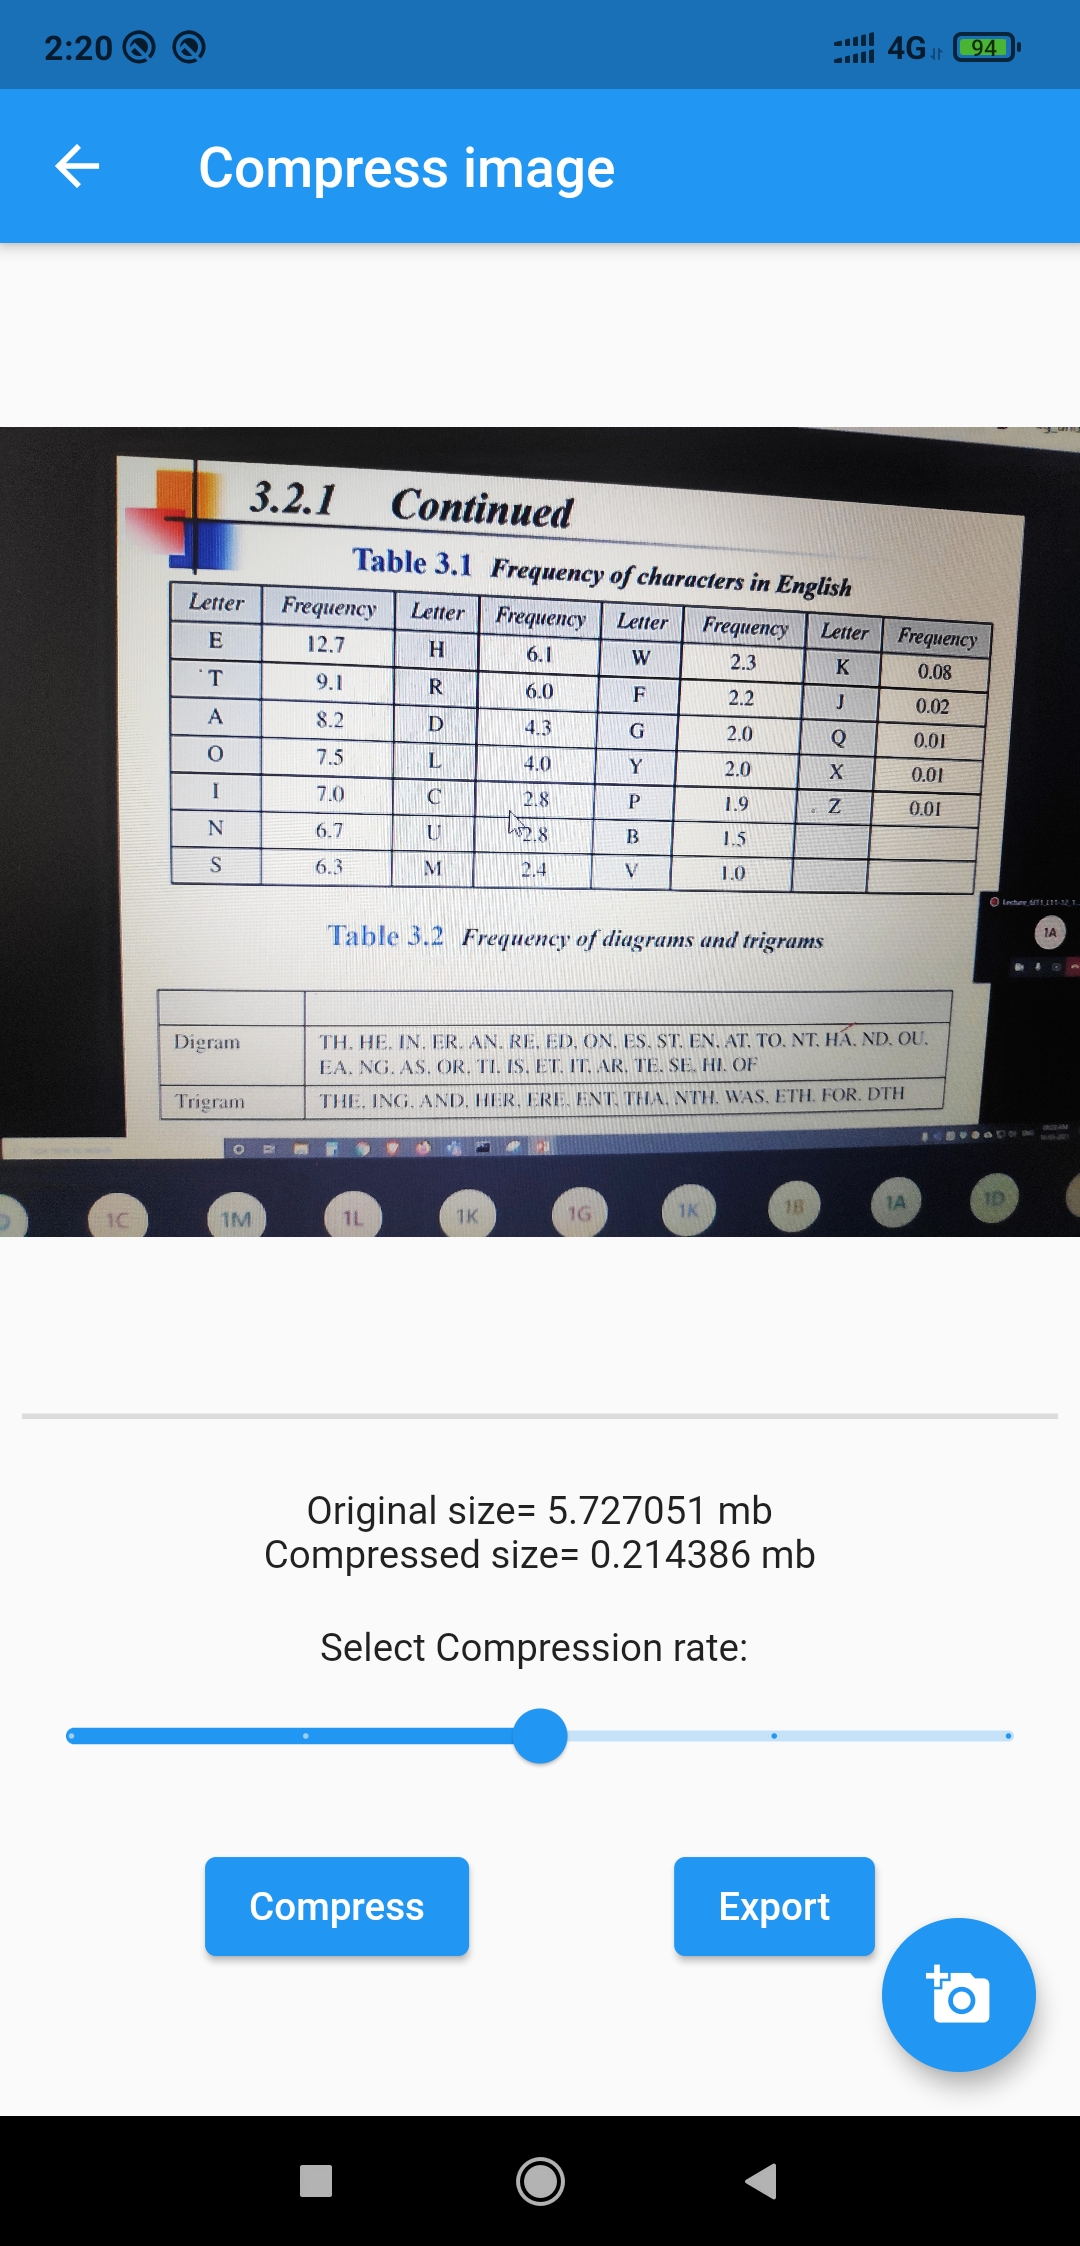 2:20 4G 94
Compress image
3.2.1 Continued
Table 3.1 Frequency of characters in English
Letter Frequency Letter Frequency Letter Frequency Letter Frequency
E 12.7 H 6.1 W 2.3 K 0.08
T 9.1 R 6.0 F 2.2 J 0.02
A 8.2 D 4.3 G 2.0 Q 0.01
O 7.5 L 4.0 Y 2.0 X 0.01
I 7.0 C 2.8 P 1.9 Z 0.01
N 6.7 U 2.8 B 1.5
S 6.3 M 2.4 V 1.0
1A
Table 3.2 Frequency of diagrams and trigrams
Digram TH, HE, IN, ER, AN, RE, ED, ON, ES, ST, EN, AT, TO, NT, HA, ND, OU,
EA, NG, AS, OR, TI, IS, ET, IT, AR, TE, SE, HI, OF
Trigram THE, ING, AND, HER, ERE, ENT, THA, NTH, WAS, ETH, FOR, DTH
1C 1M 1L 1K 1G 1K 1B 1A 1D
Original size= 5.727051 mb
Compressed size= 0.214386 mb
Select Compression rate:
Compress Export